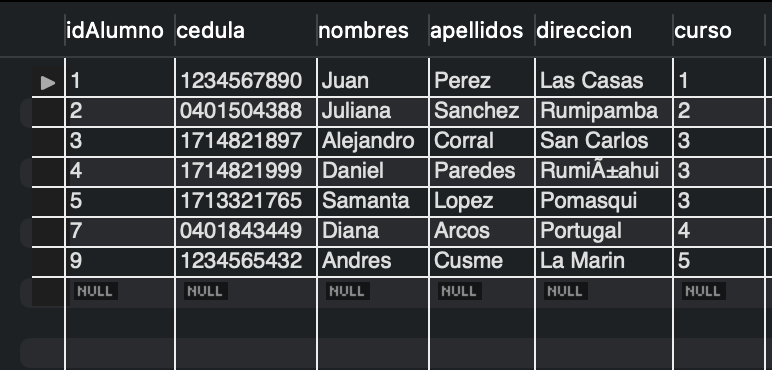 idAlumno cedula nombres apellidos direccion curso
1 1234567890 Juan Perez Las Casas 1
2 0401504388 Juliana Sanchez Rumipamba 2
3 1714821897 Alejandro Corral San Carlos 3
4 1714821999 Daniel Paredes RumiÃ±ahui 3
5 1713321765 Samanta Lopez Pomasqui 3
7 0401843449 Diana Arcos Portugal 4
9 1234565432 Andres Cusme La Marin 5
NULL NULL NULL NULL NULL NULL